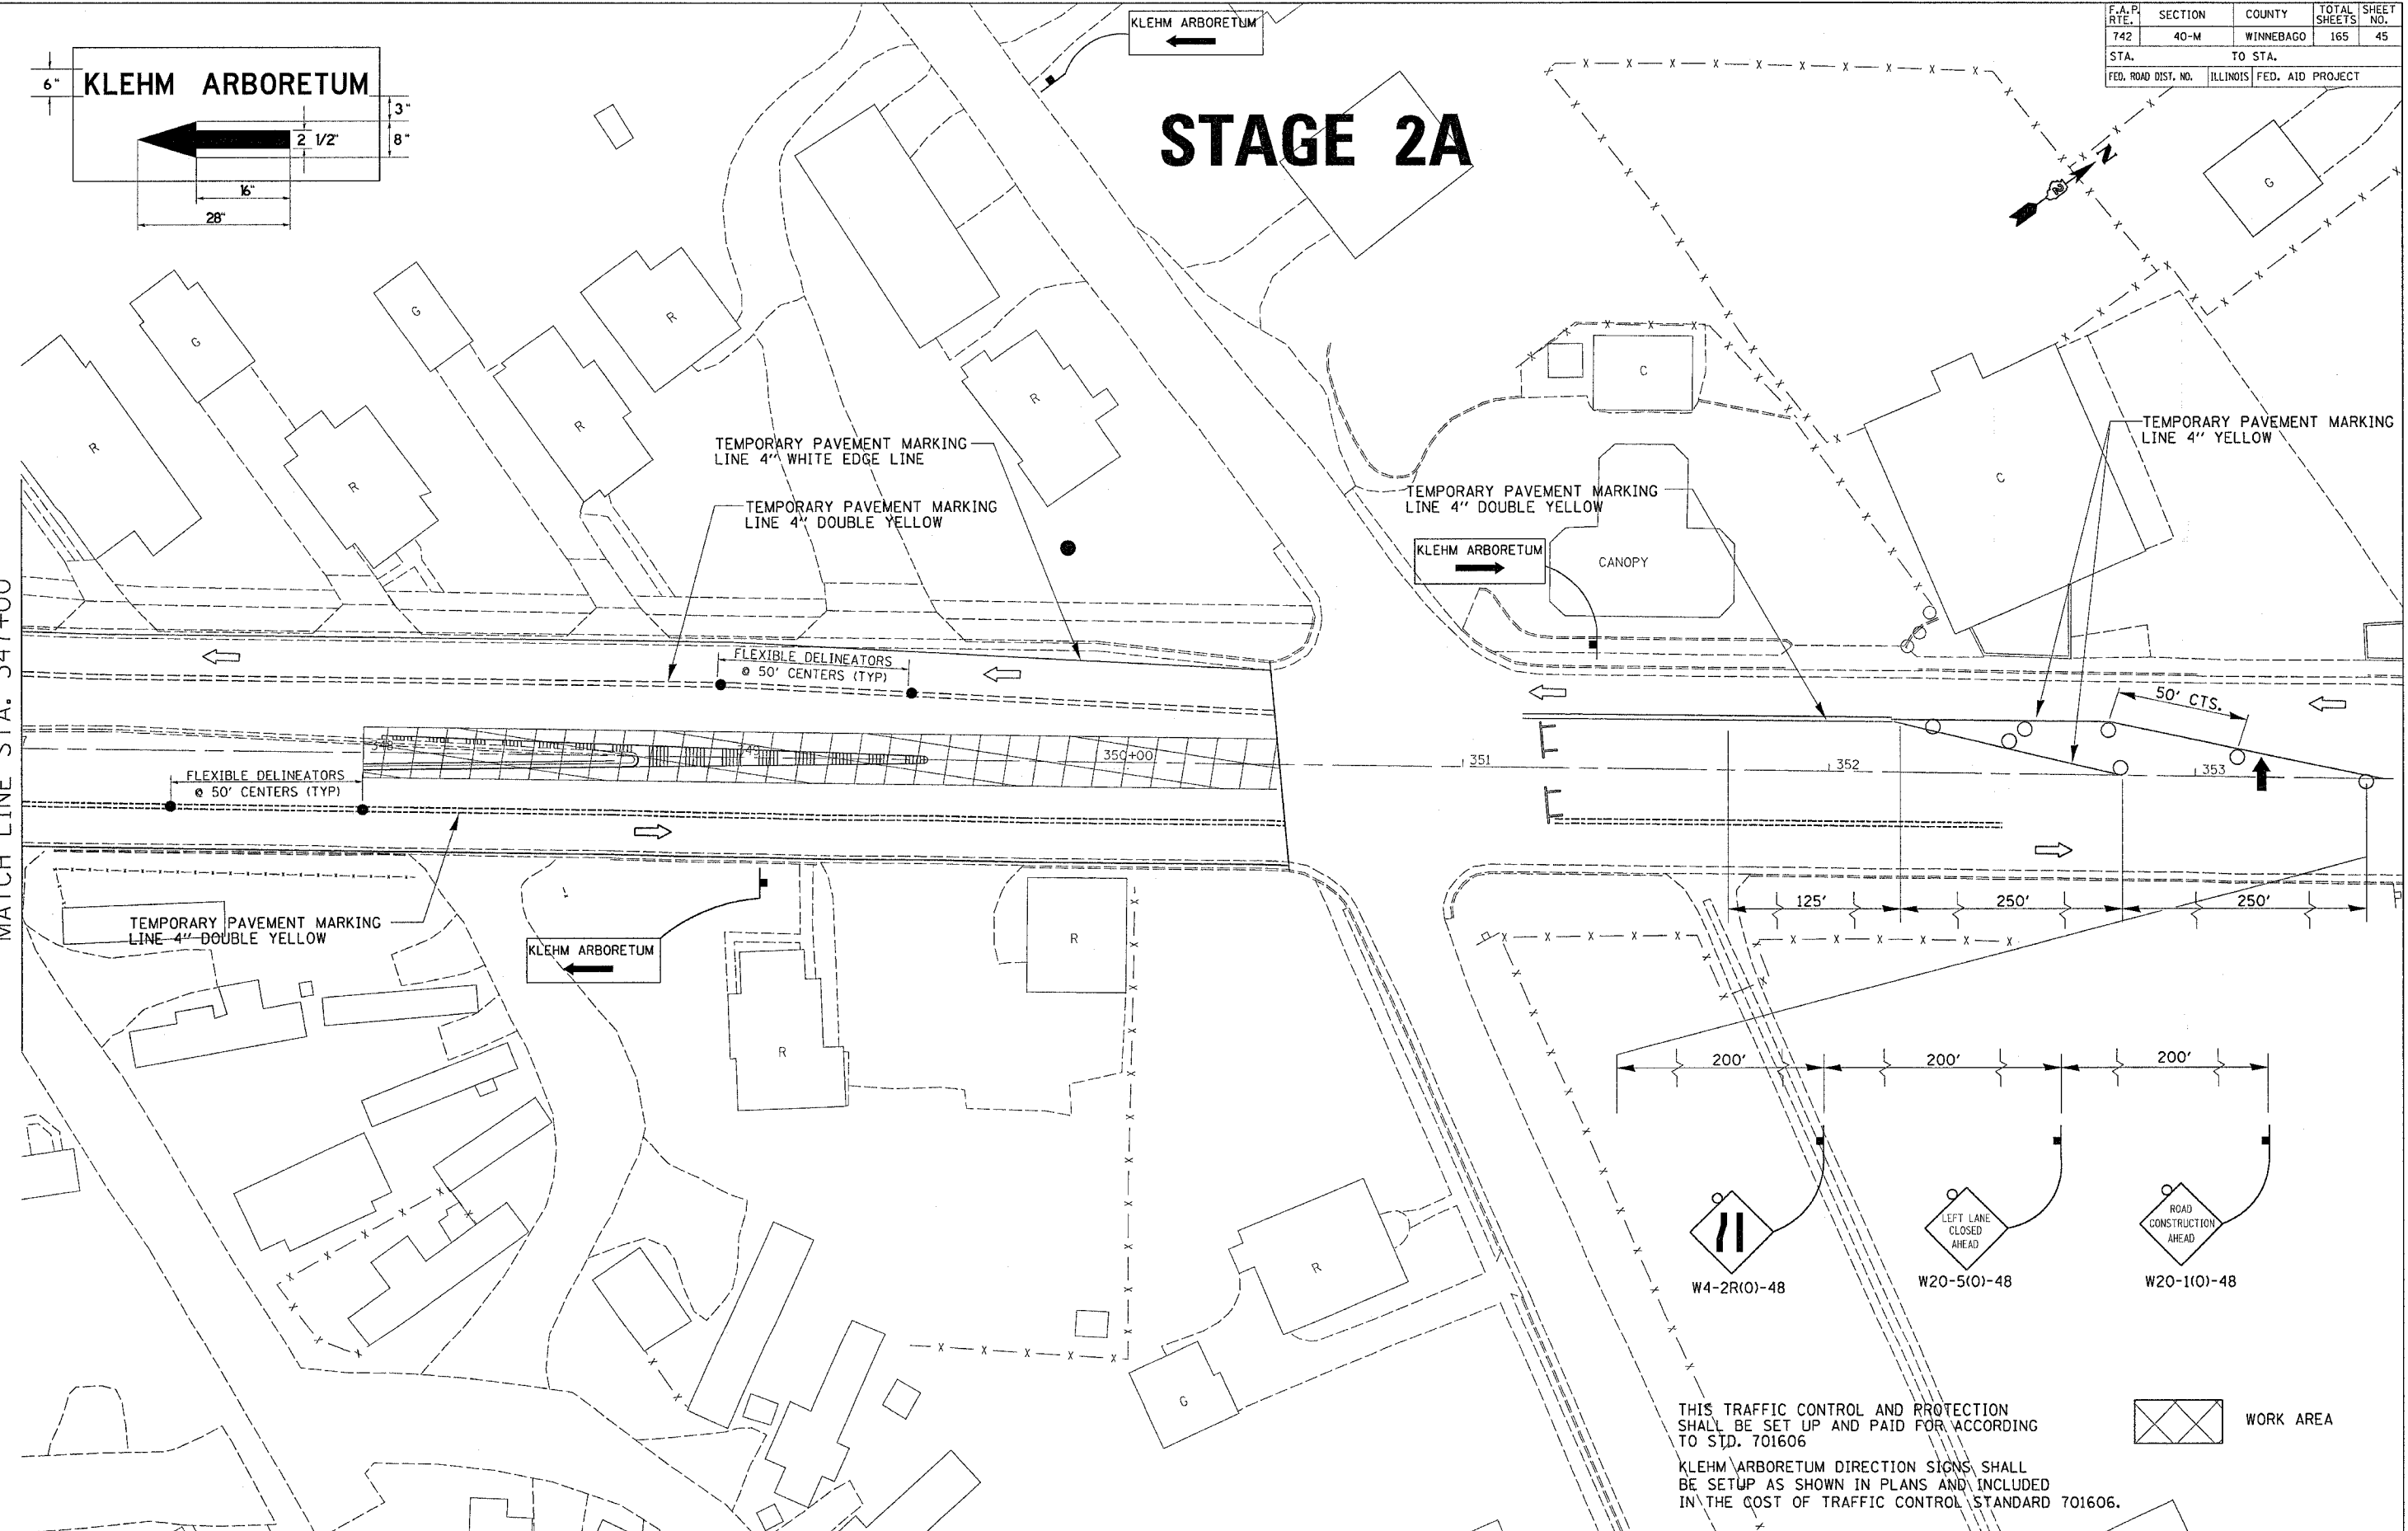 F.A.P. RTE. SECTION COUNTY TOTAL SHEETS SHEET NO.
742 40-M WINNEBAGO 165 45
STA. TO STA.
FED. ROAD DIST. NO. ILLINOIS FED. AID PROJECT
KLEHM ARBORETUM
6"
3"
8"
2 1/2"
16"
28"
KLEHM ARBORETUM
STAGE 2A
N
G
G
G
R
R
R
R
R
C
C
TEMPORARY PAVEMENT MARKING
LINE 4" WHITE EDGE LINE
TEMPORARY PAVEMENT MARKING
LINE 4" DOUBLE YELLOW
TEMPORARY PAVEMENT MARKING
LINE 4" DOUBLE YELLOW
TEMPORARY PAVEMENT MARKING
LINE 4" YELLOW
KLEHM ARBORETUM
CANOPY
MATCH LINE STA. 347+00
FLEXIBLE DELINEATORS
@ 50' CENTERS (TYP)
50' CTS.
348
349
350+00
351
352
353
FLEXIBLE DELINEATORS
@ 50' CENTERS (TYP)
TEMPORARY PAVEMENT MARKING
LINE 4" DOUBLE YELLOW
KLEHM ARBORETUM
125'
250'
250'
R
R
R
G
P
200'
200'
200'
LEFT LANE
CLOSED
AHEAD
ROAD
CONSTRUCTION
AHEAD
W4-2R(O)-48
W20-5(O)-48
W20-1(O)-48
THIS TRAFFIC CONTROL AND PROTECTION
SHALL BE SET UP AND PAID FOR ACCORDING
TO STD. 701606
KLEHM ARBORETUM DIRECTION SIGNS SHALL
BE SETUP AS SHOWN IN PLANS AND INCLUDED
IN THE COST OF TRAFFIC CONTROL STANDARD 701606.
WORK AREA